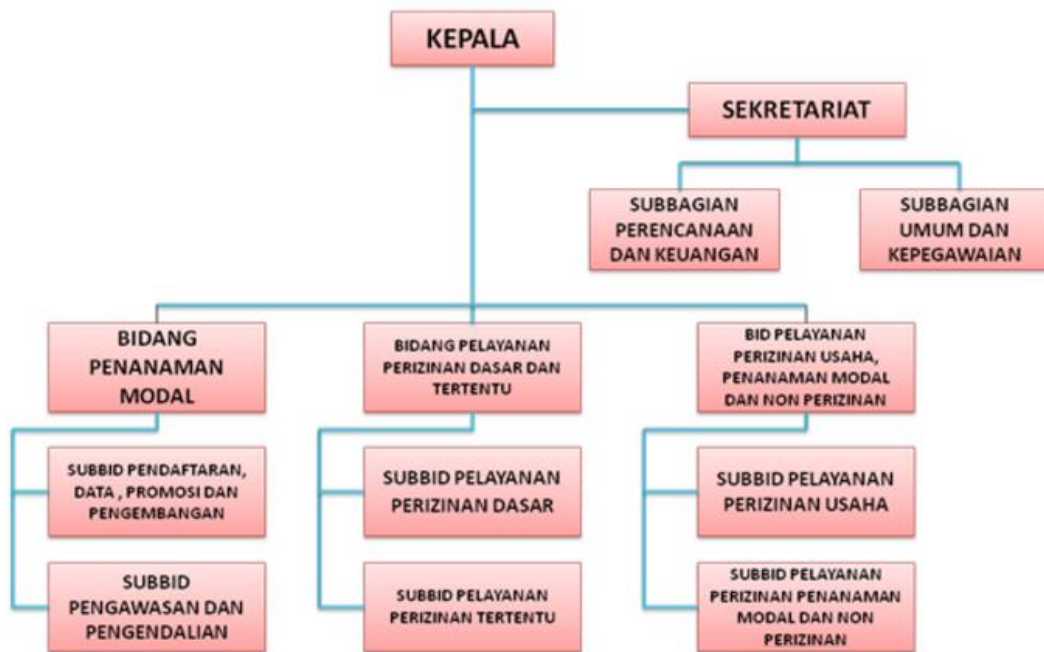 KEPALA
SEKRETARIAT
SUBBAGIAN
PERENCANAAN
DAN KEUANGAN
SUBBAGIAN
UMUM DAN
KEPEGAWAIAN
BIDANG
PENANAMAN
MODAL
BIDANG PELAYANAN
PERIZINAN DASAR DAN
TERTENTU
BID PELAYANAN
PERIZINAN USAHA,
PENANAMAN MODAL
DAN NON PERIZINAN
SUBBID PENDAFTARAN,
DATA , PROMOSI DAN
PENGEMBANGAN
SUBBID PELAYANAN
PERIZINAN DASAR
SUBBID PELAYANAN
PERIZINAN USAHA
SUBBID
PENGAWASAN DAN
PENGENDALIAN
SUBBID PELAYANAN
PERIZINAN TERTENTU
SUBBID PELAYANAN
PERIZINAN PENANAMAN
MODAL DAN NON
PERIZINAN